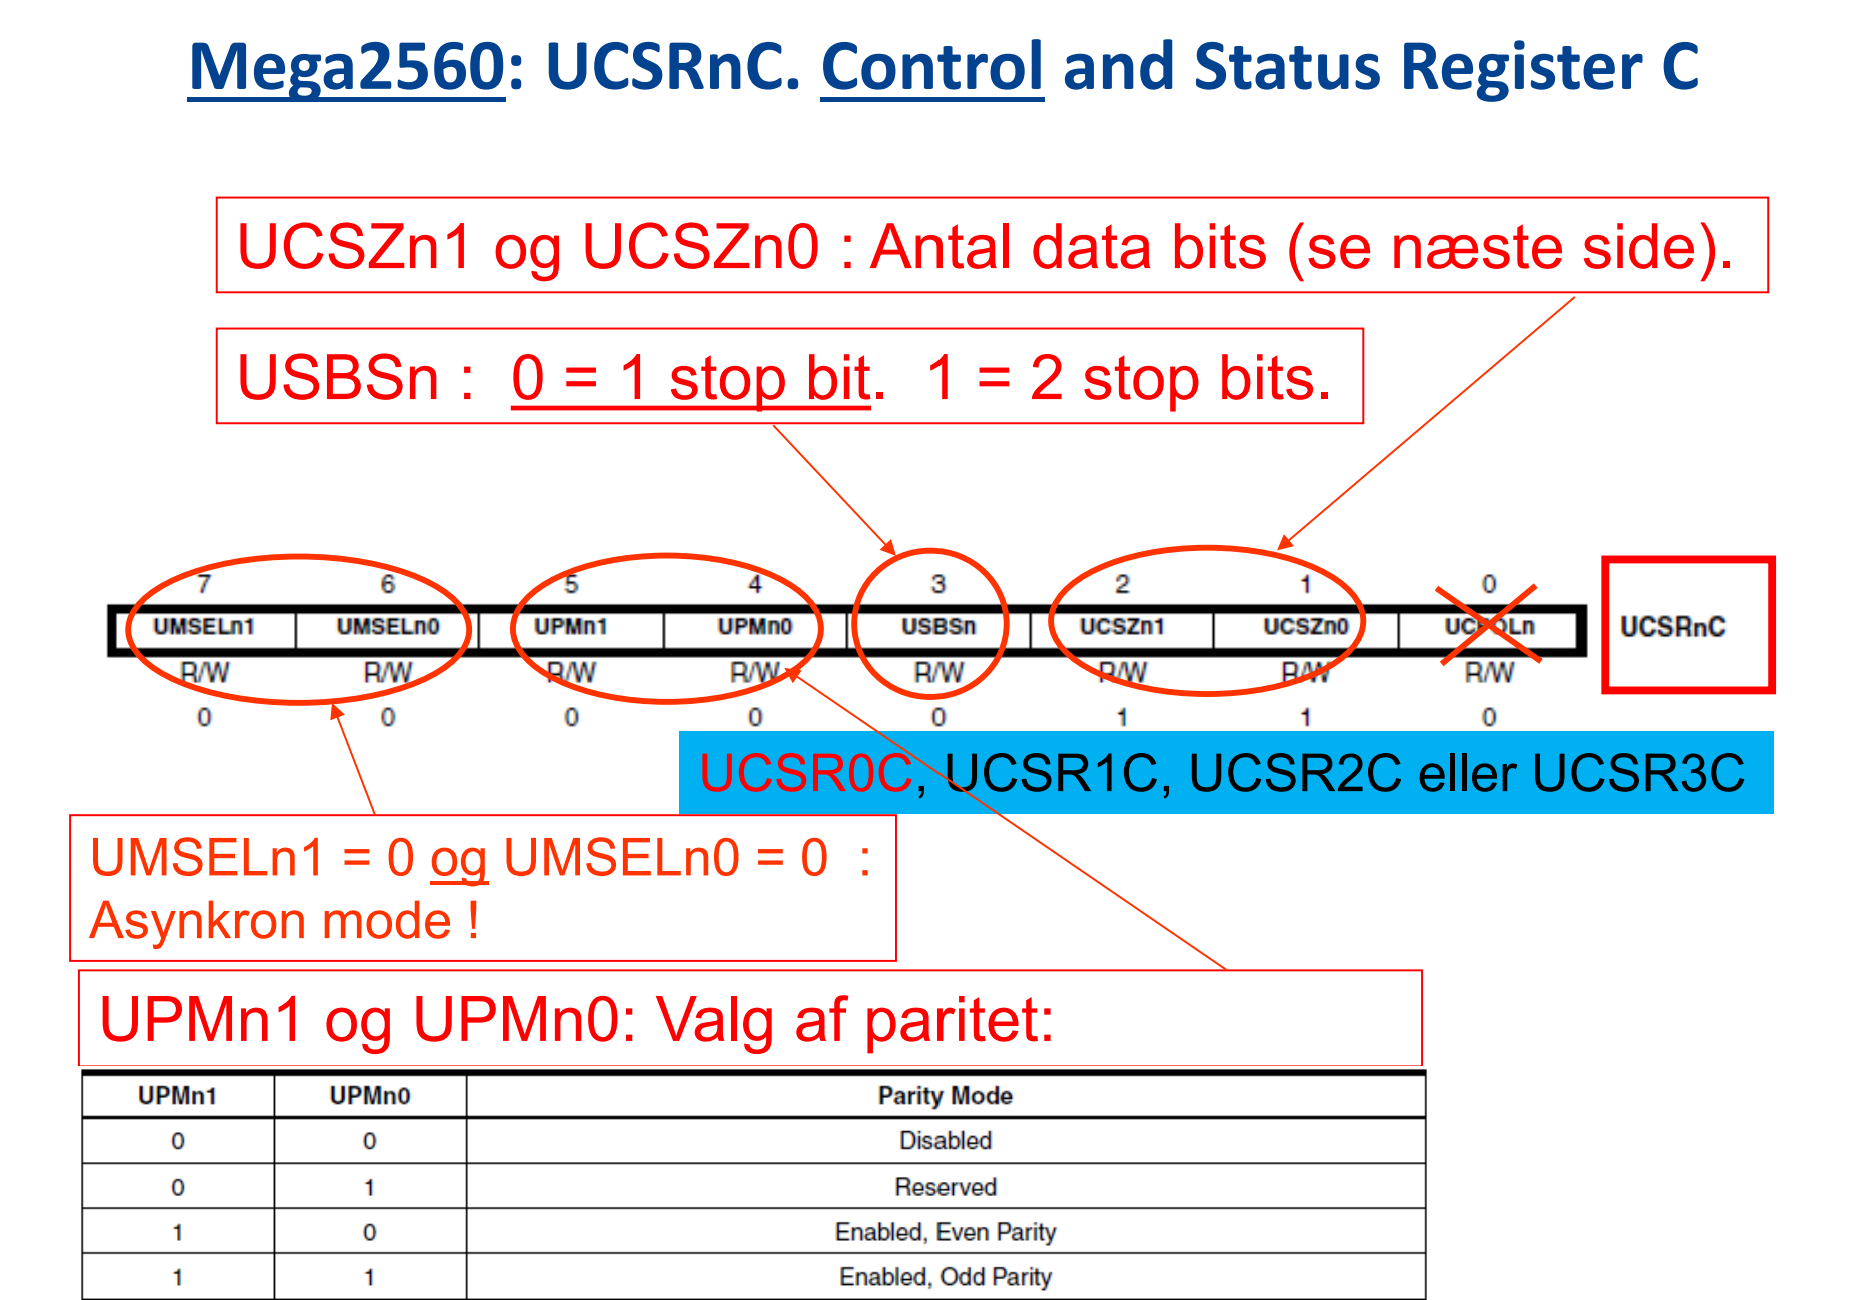 Mega2560: UCSRnC. Control and Status Register C
UCSZn1 og UCSZn0 : Antal data bits (se næste side).
USBSn : 0 = 1 stop bit. 1 = 2 stop bits.
7 6 5 4 3 2 1 0
UMSELn1 UMSELn0 UPMn1 UPMn0 USBSn UCSZn1 UCSZn0 UCPOLn UCSRnC
R/W R/W R/W R/W R/W R/W R/W R/W
0 0 0 0 0 1 1 0
UCSR0C, UCSR1C, UCSR2C eller UCSR3C
UMSELn1 = 0 og UMSELn0 = 0 :
Asynkron mode !
UPMn1 og UPMn0: Valg af paritet:
UPMn1 UPMn0 Parity Mode
0 0 Disabled
0 1 Reserved
1 0 Enabled, Even Parity
1 1 Enabled, Odd Parity